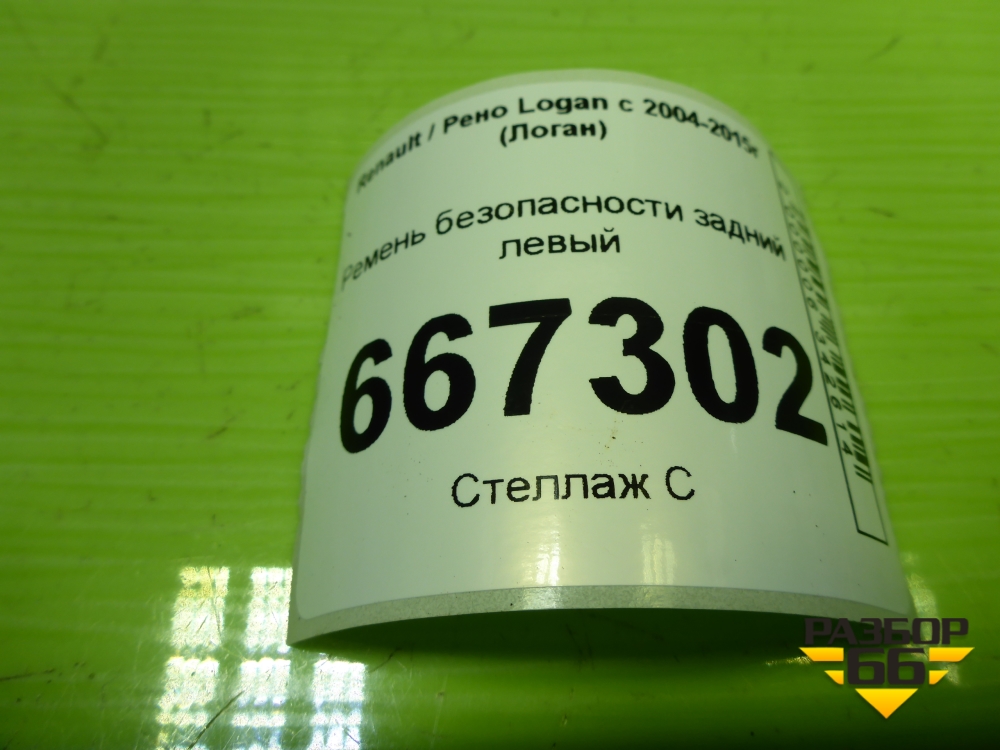 Renault / Рено Logan с 2004-2015г
(Логан)
Ремень безопасности задний
левый
667302
Стеллаж С
РАЗБОР
66